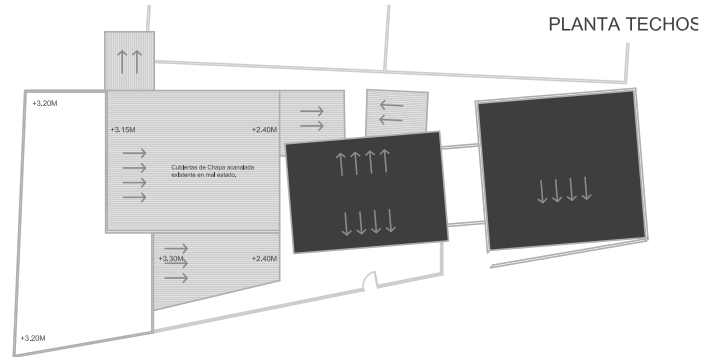 PLANTA TECHOS
+3.20M
+3.15M
+2.40M
Cubiertas de Chapa acanalada
existente en mal estado.
+3.30M
+2.40M
+3.20M